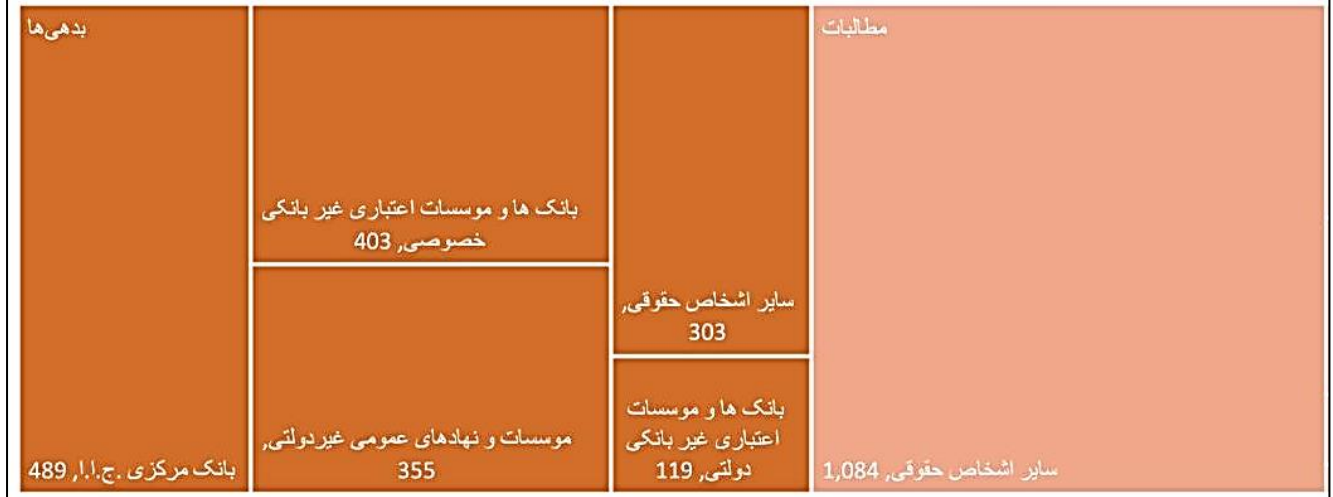 بدهی‌ها
بانک مرکزی .ج.ا.ا, 489
بانک ها و موسسات اعتباری غیر بانکی
خصوصی, 403
موسسات و نهادهای عمومی غیردولتی,
355
سایر اشخاص حقوقی,
303
بانک ها و موسسات
اعتباری غیر بانکی
دولتی, 119
مطالبات
سایر اشخاص حقوقی, 1,084